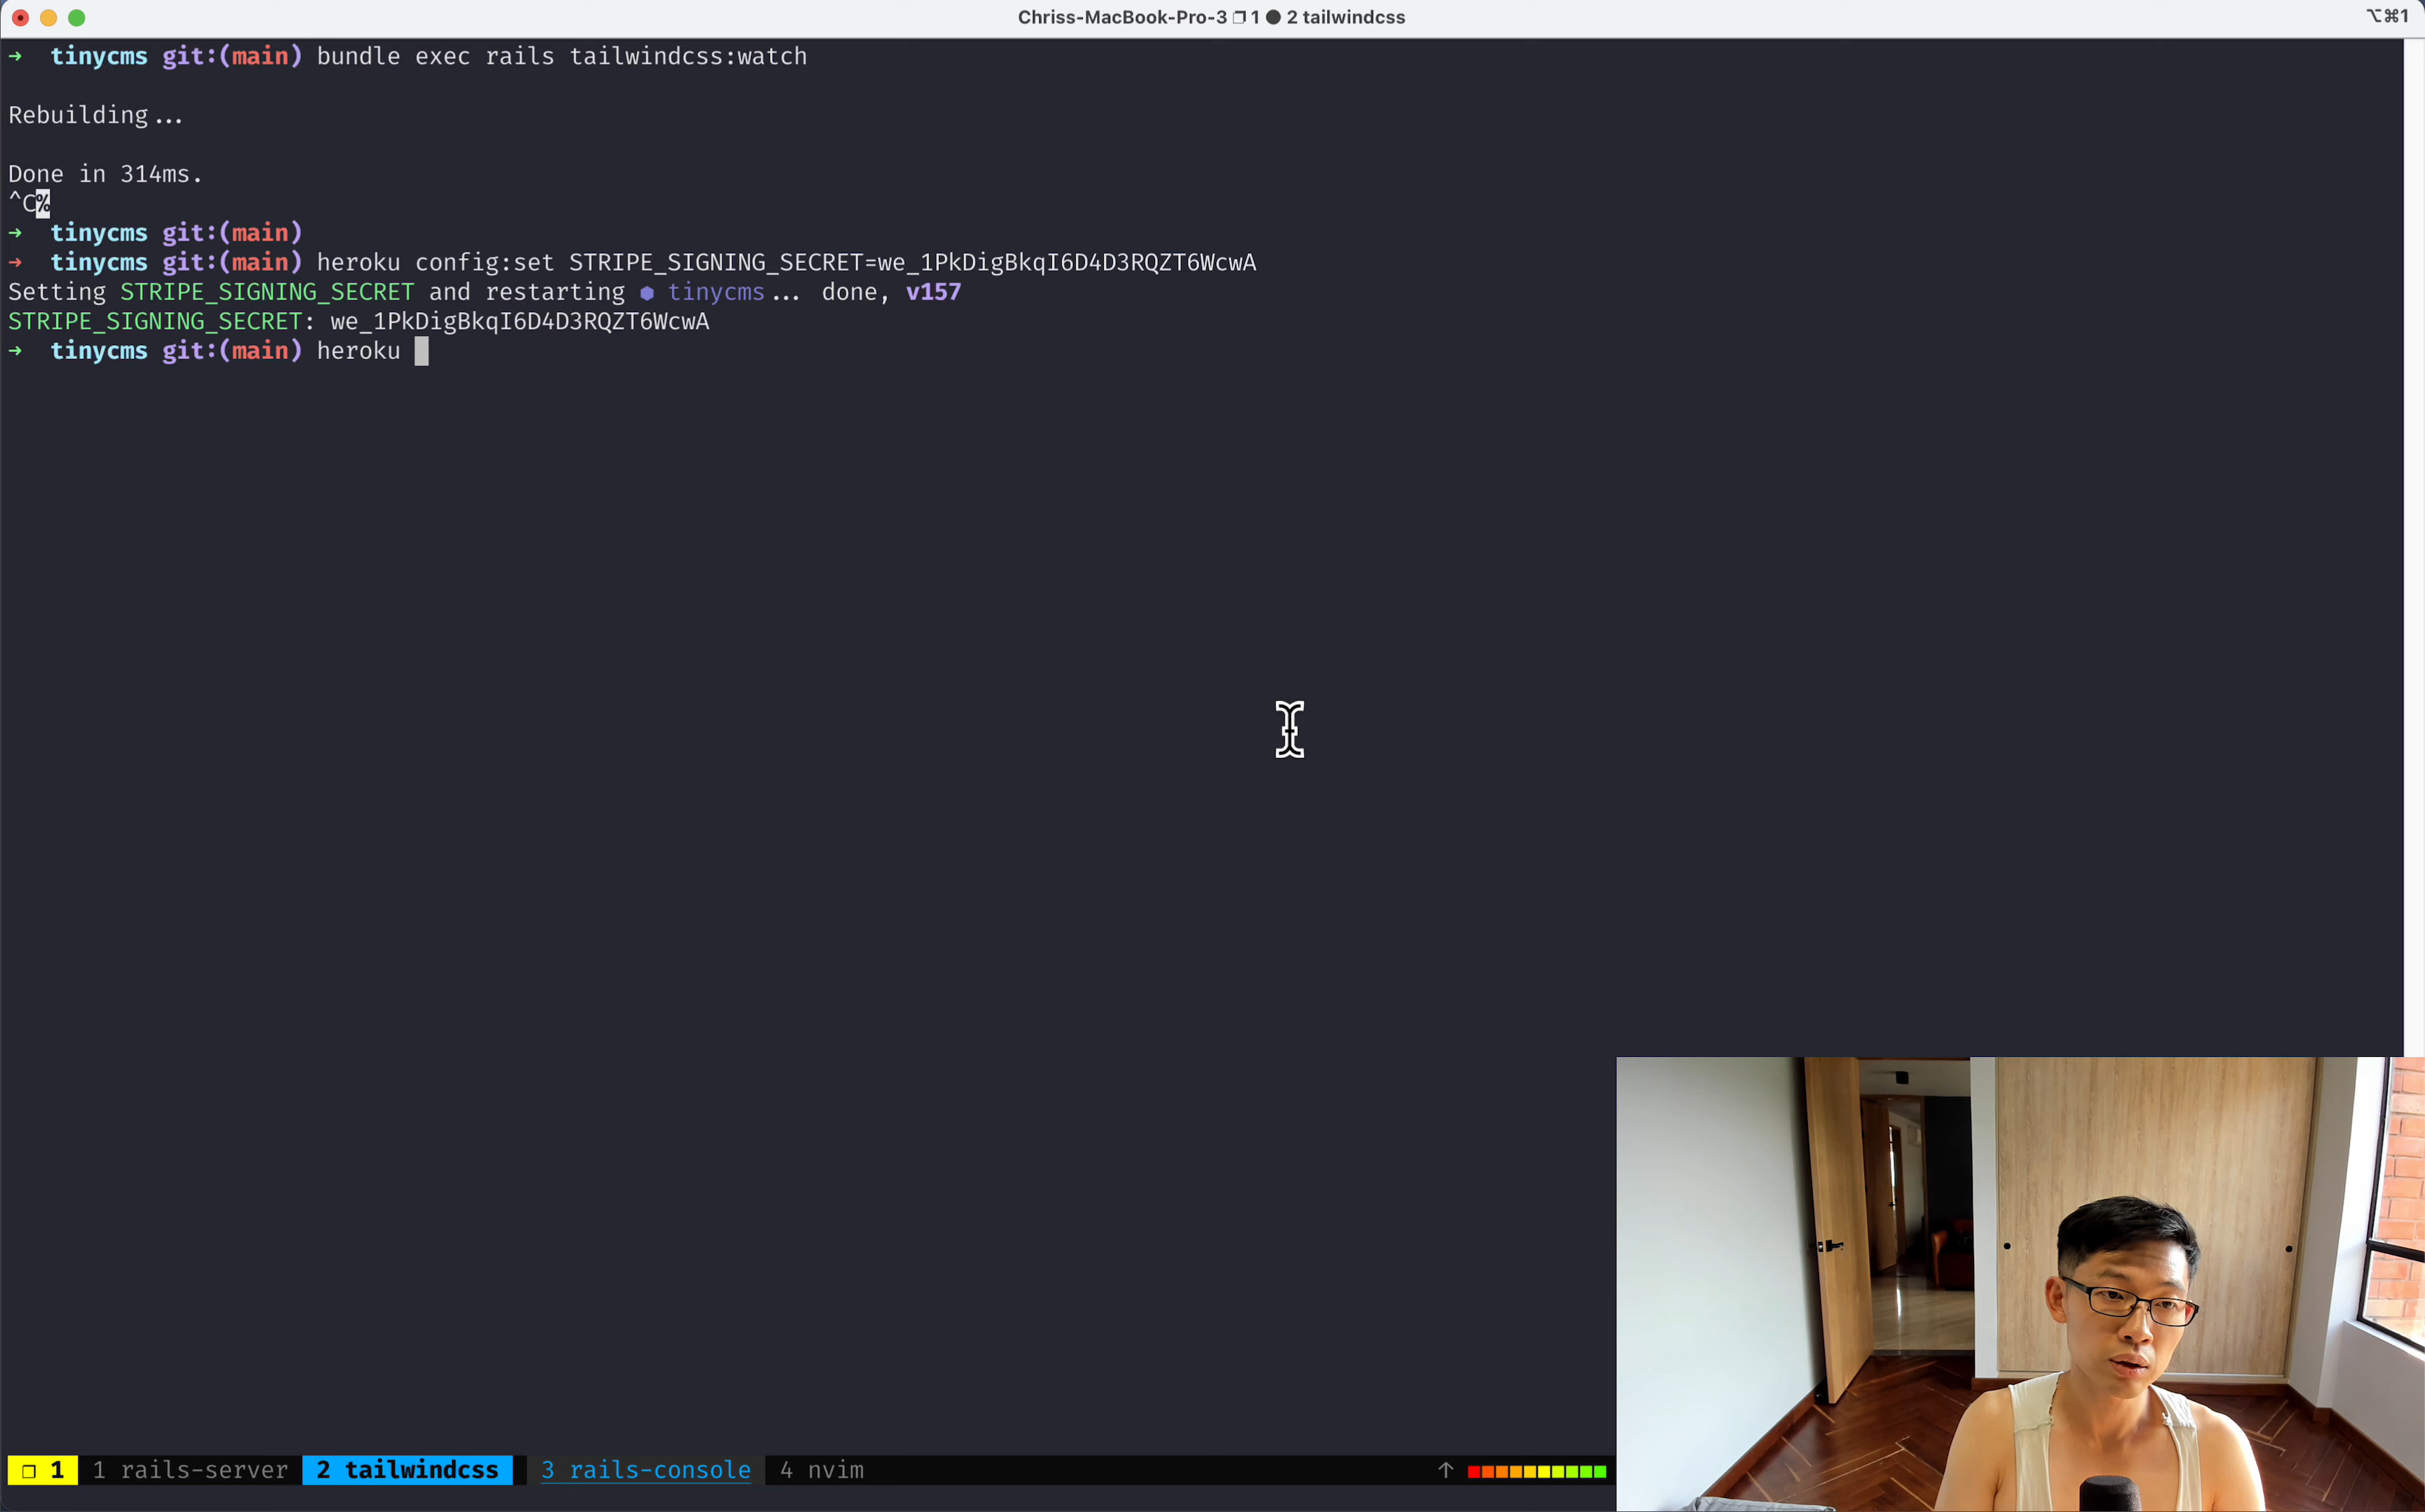 Chriss-MacBook-Pro-3 ❐ 1 ● 2 tailwindcss
⌥⌘1
→ tinycms git:(main) bundle exec rails tailwindcss:watch
Rebuilding...
Done in 314ms.
^C%
→ tinycms git:(main)
→ tinycms git:(main) heroku config:set STRIPE_SIGNING_SECRET=we_1PkDigBkqI6D4D3RQZT6WcwA
Setting STRIPE_SIGNING_SECRET and restarting ⬢ tinycms... done, v157
STRIPE_SIGNING_SECRET: we_1PkDigBkqI6D4D3RQZT6WcwA
→ tinycms git:(main) heroku
❐ 1 1 rails-server 2 tailwindcss 3 rails-console 4 nvim ↑